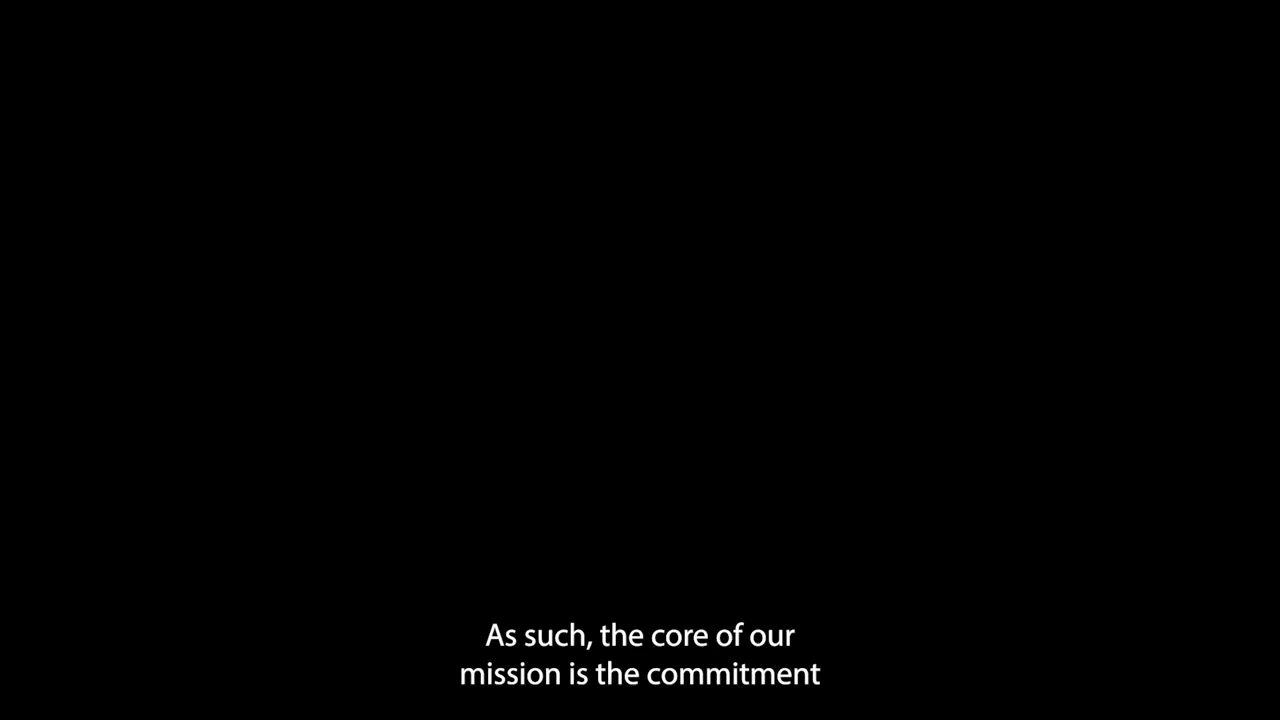 As such, the core of our
mission is the commitment